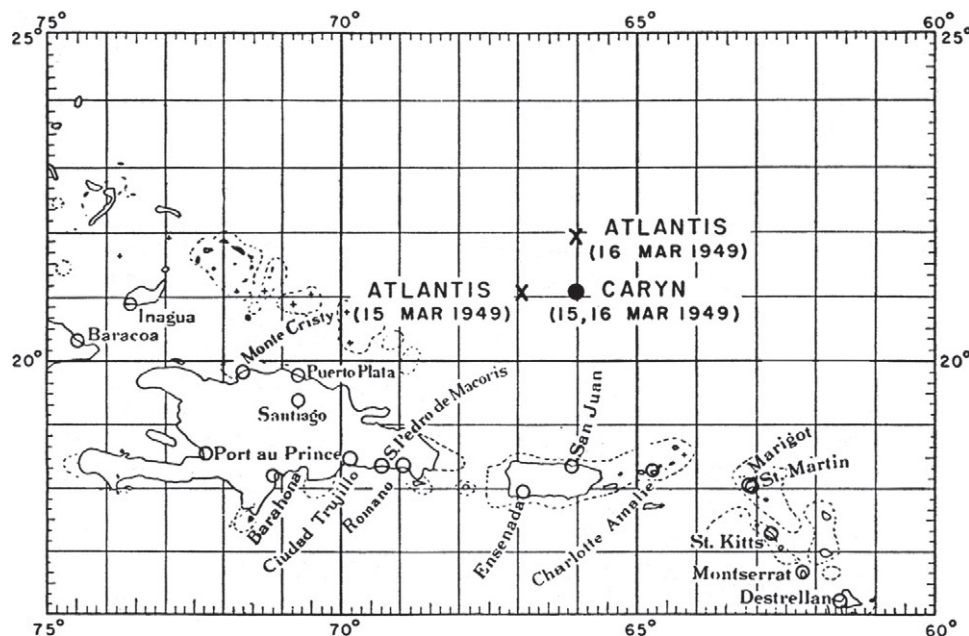 75° 70° 65° 60°
25° 25°
ATLANTIS
(16 MAR 1949)
ATLANTIS
(15 MAR 1949)
CARYN
(15,16 MAR 1949)
Inagua
Baracoa
20° 20°
Monte Cristy
Puerto Plata
Santiago
S. Pedro de Macoris
San Juan
Port au Prince
Marigot
St. Martin
Barahona
Ciudad Trujillo
Romano
Ensenada
Charlotte Amalie
St. Kitts
Montserrat
Destrellan
75° 70° 65° 60°